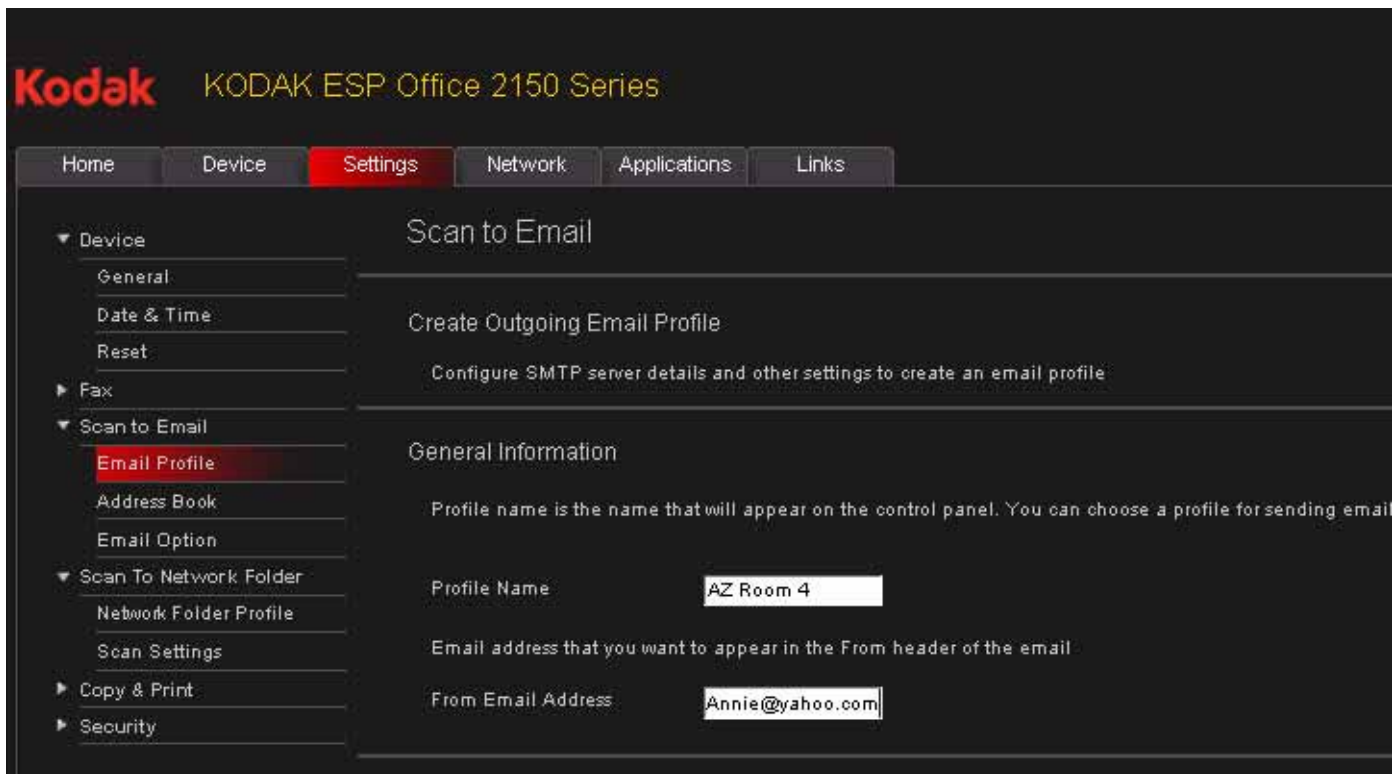 Kodak KODAK ESP Office 2150 Series
Home Device Settings Network Applications Links
Device
General
Date & Time
Reset
Fax
Scan to Email
Email Profile
Address Book
Email Option
Scan To Network Folder
Network Folder Profile
Scan Settings
Copy & Print
Security
Scan to Email
Create Outgoing Email Profile
Configure SMTP server details and other settings to create an email profile
General Information
Profile name is the name that will appear on the control panel. You can choose a profile for sending email
Profile Name AZ Room 4
Email address that you want to appear in the From header of the email
From Email Address Annie@yahoo.com